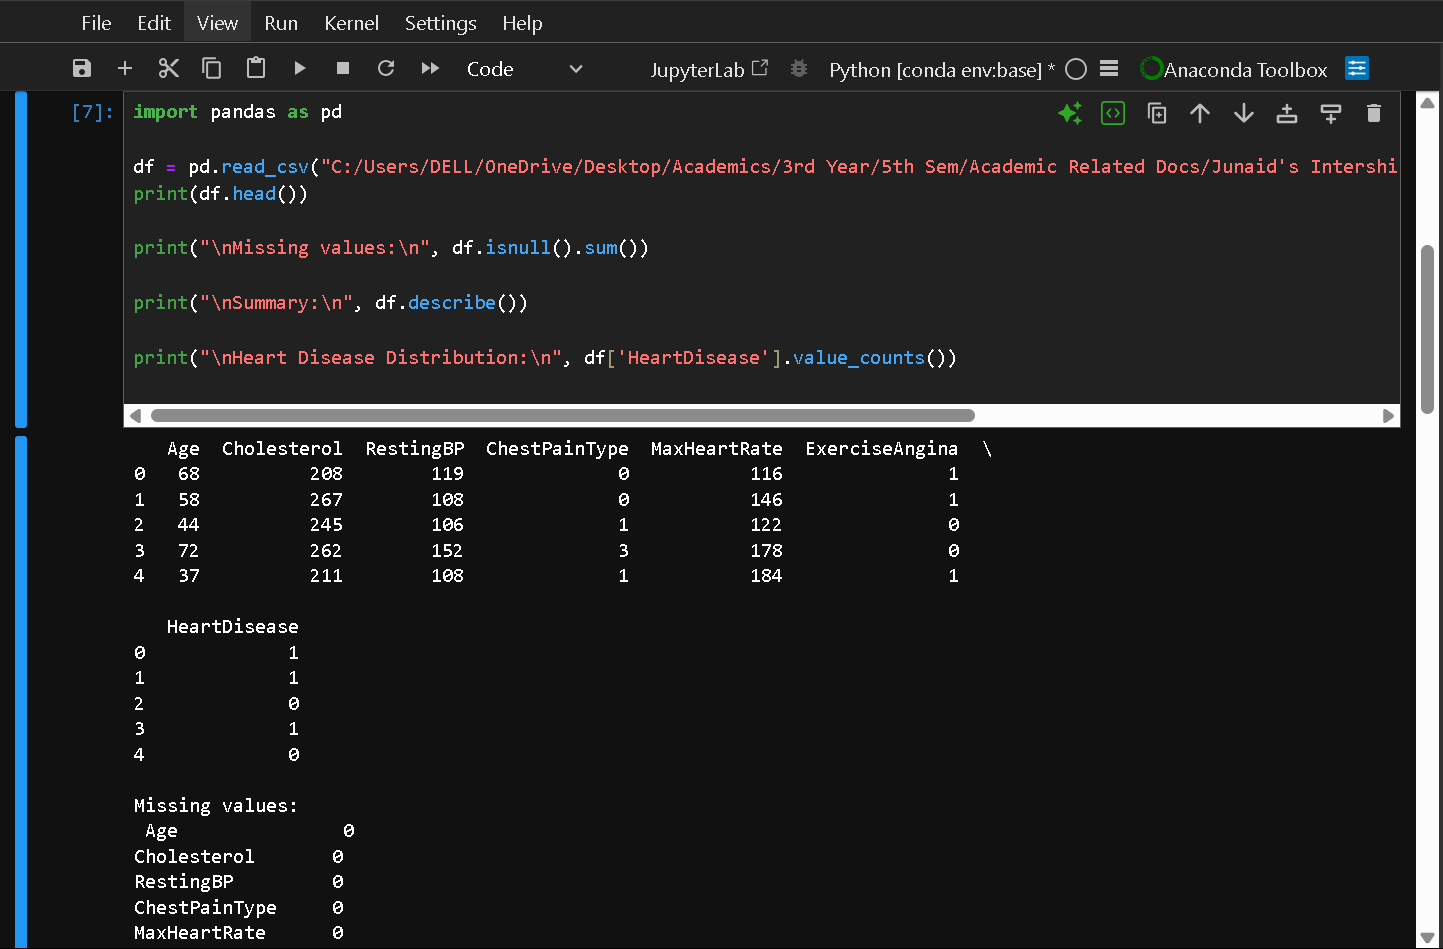 File Edit View Run Kernel Settings Help
Code JupyterLab Python [conda env:base] * Anaconda Toolbox
[7]: import pandas as pd
df = pd.read_csv("C:/Users/DELL/OneDrive/Desktop/Academics/3rd Year/5th Sem/Academic Related Docs/Junaid's Intershi
print(df.head())
print("\nMissing values:\n", df.isnull().sum())
print("\nSummary:\n", df.describe())
print("\nHeart Disease Distribution:\n", df['HeartDisease'].value_counts())
Age Cholesterol RestingBP ChestPainType MaxHeartRate ExerciseAngina \
0 68 208 119 0 116 1
1 58 267 108 0 146 1
2 44 245 106 1 122 0
3 72 262 152 3 178 0
4 37 211 108 1 184 1
HeartDisease
0 1
1 1
2 0
3 1
4 0
Missing values:
Age 0
Cholesterol 0
RestingBP 0
ChestPainType 0
MaxHeartRate 0